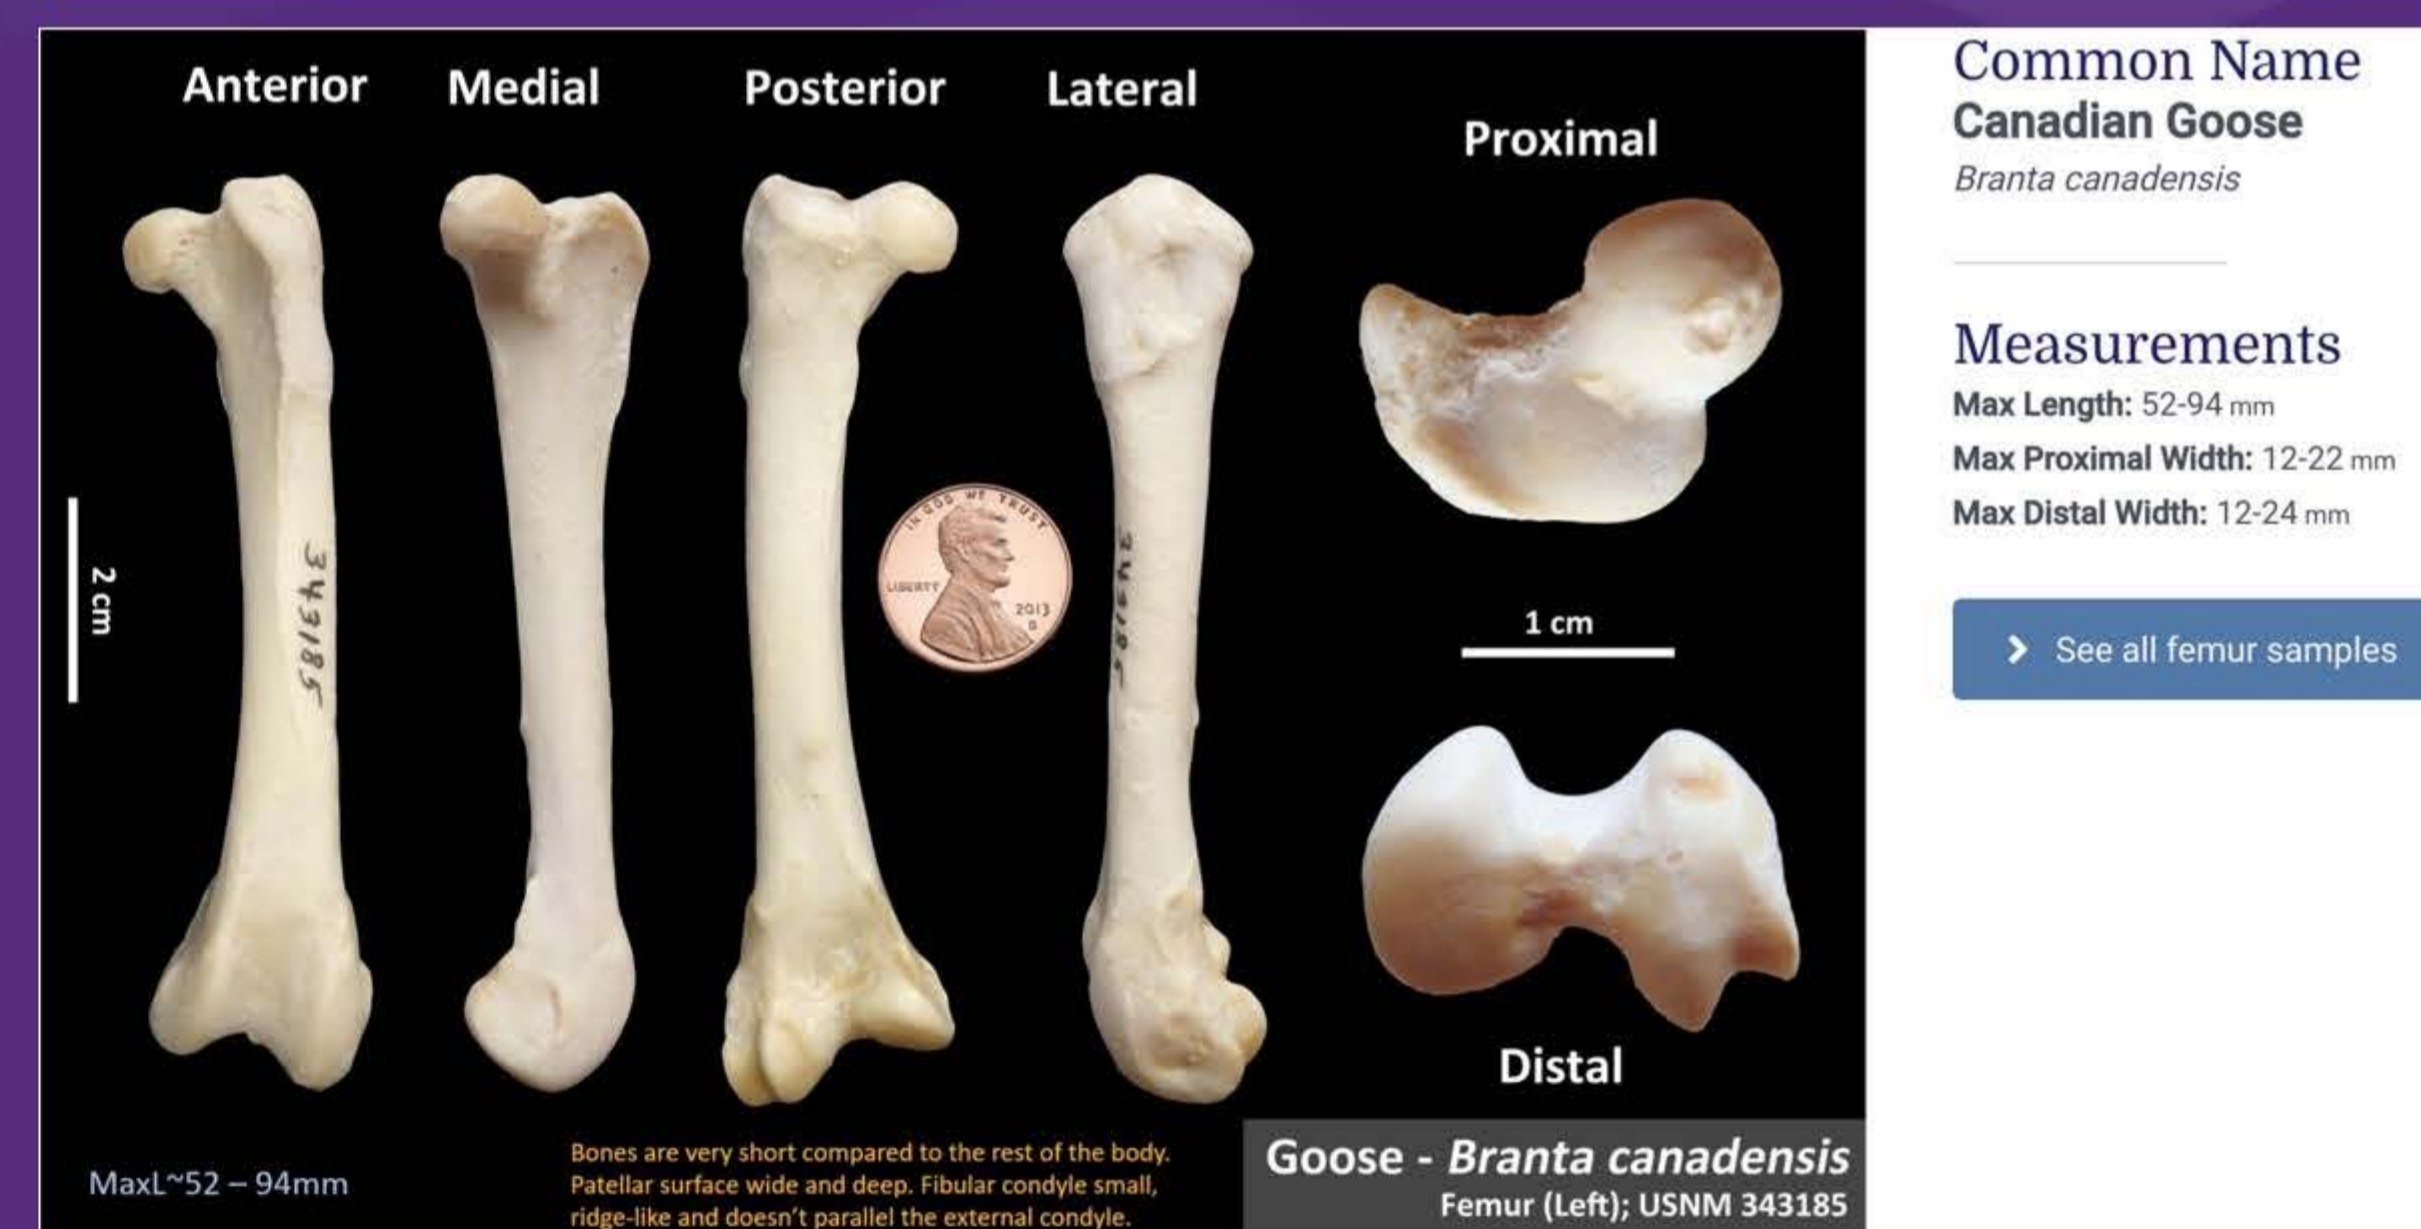 Anterior
Medial
Posterior
Lateral
Proximal
2 cm
343185
IN GOD WE TRUST
LIBERTY
2013
D
343185
1 cm
Distal
MaxL~52 – 94mm
Bones are very short compared to the rest of the body.
Patellar surface wide and deep. Fibular condyle small,
ridge-like and doesn't parallel the external condyle.
Goose - Branta canadensis
Femur (Left); USNM 343185
Common Name
Canadian Goose
Branta canadensis
Measurements
Max Length: 52-94 mm
Max Proximal Width: 12-22 mm
Max Distal Width: 12-24 mm
See all femur samples